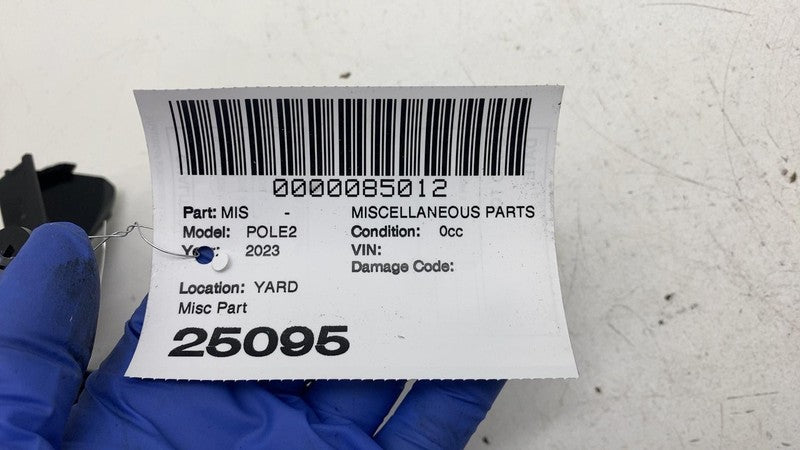 0000085012
Part: MIS - MISCELLANEOUS PARTS
Model: POLE2 Condition: 0cc
Year: 2023 VIN:
Damage Code:
Location: YARD
Misc Part
25095